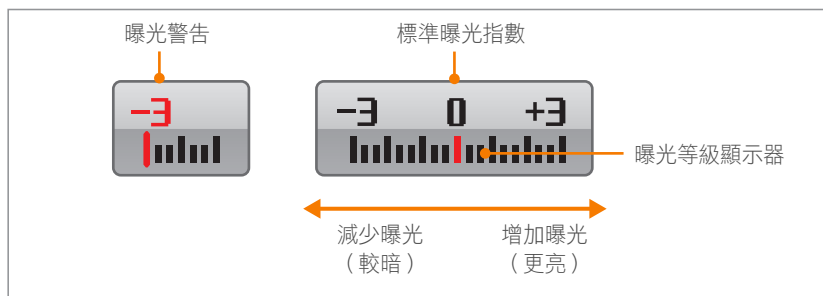 曝光警告
標準曝光指數
-3
-3 0 +3
曝光等級顯示器
減少曝光
（較暗）
增加曝光
（更亮）